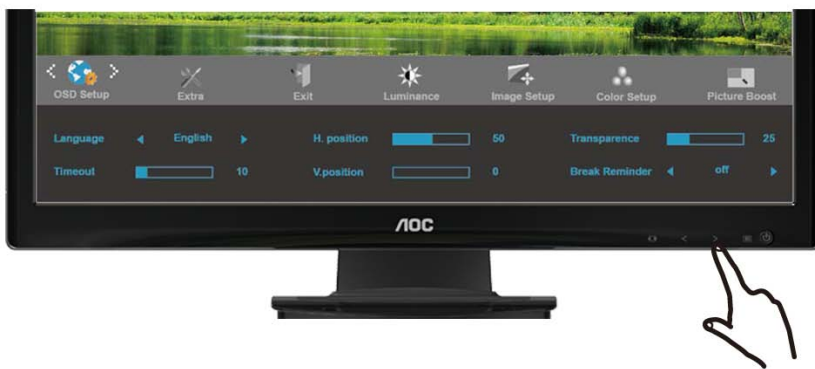 OSD Setup Extra Exit Luminance Image Setup Color Setup Picture Boost
Language English H. position 50 Transparence 25
Timeout 10 V.position 0 Break Reminder off
AOC